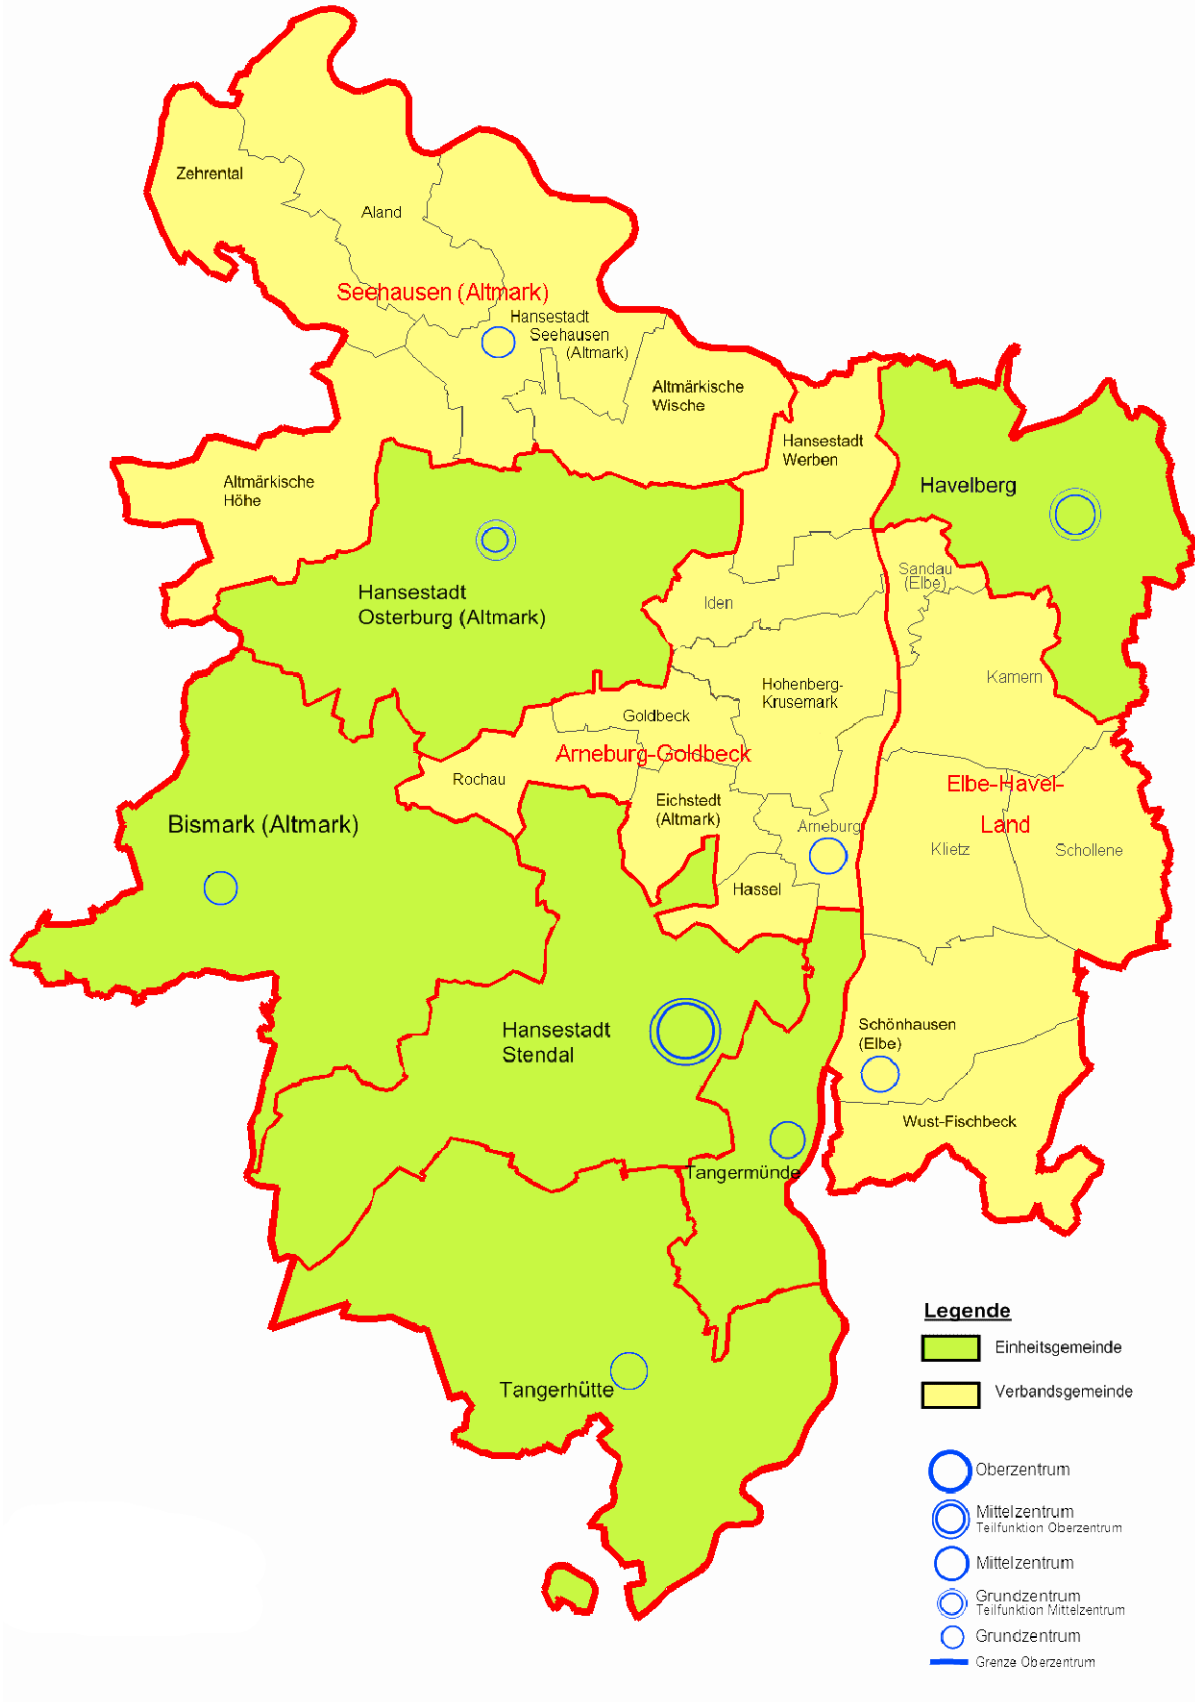 Zehrental
Aland
Seehausen (Altmark)
Hansestadt
Seehausen
(Altmark)
Altmärkische
Wische
Hansestadt
Werben
Altmärkische
Höhe
Havelberg
Hansestadt
Osterburg (Altmark)
Sandau
(Elbe)
Iden
Kamern
Hohenberg-
Krusemark
Goldbeck
Arneburg-Goldbeck
Rochau
Eichstedt
(Altmark)
Elbe-Havel-
Land
Bismark (Altmark)
Arneburg
Klietz
Schollene
Hassel
Hansestadt
Stendal
Schönhausen
(Elbe)
Wust-Fischbeck
Tangermünde
Tangerhütte
Legende
Einheitsgemeinde
Verbandsgemeinde
Oberzentrum
Mittelzentrum
Teilfunktion Oberzentrum
Mittelzentrum
Grundzentrum
Teilfunktion Mittelzentrum
Grundzentrum
Grenze Oberzentrum